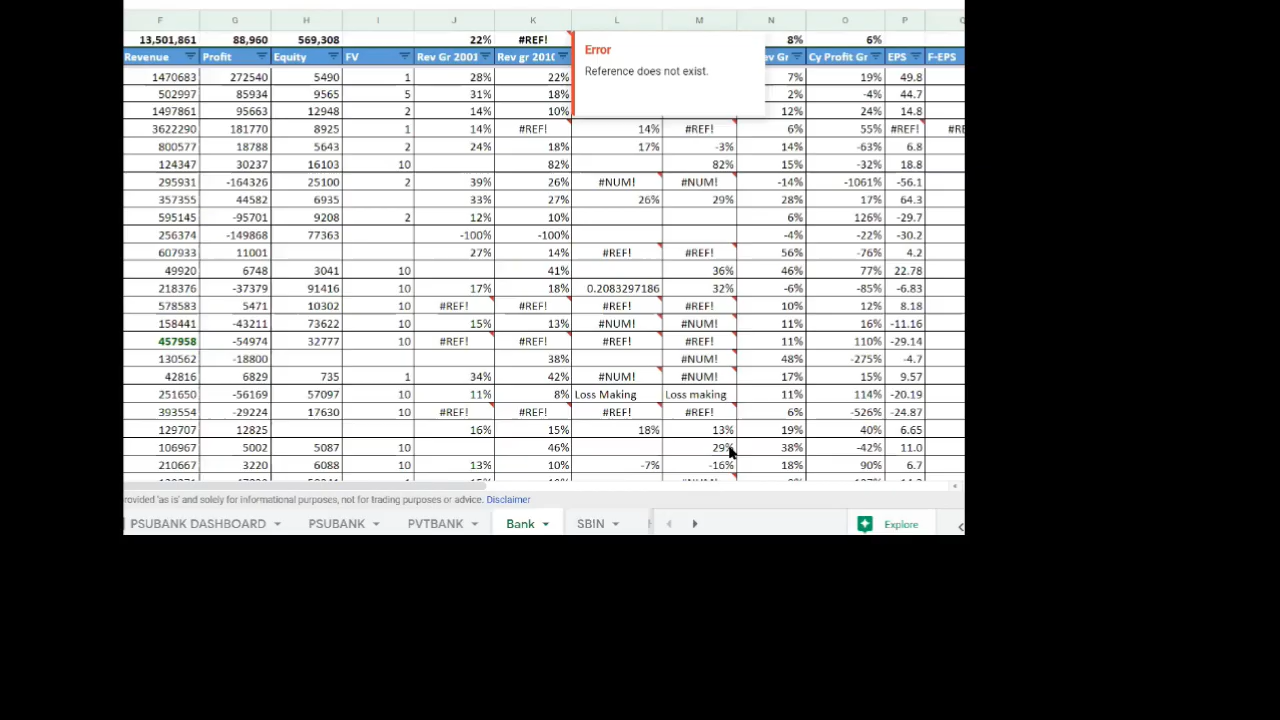 F G H I J K L M N O P
13,501,861 88,960 569,308 22% #REF! 8% 6%
Error
Revenue Profit Equity FV Rev Gr 2001 Rev gr 2010 Cy Profit Gr EPS F-EPS
Reference does not exist.
1470683 272540 5490 1 28% 22% 7% 19% 49.8
502997 85934 9565 5 31% 18% 2% -4% 44.7
1497861 95663 12948 2 14% 10% 12% 24% 14.8
3622290 181770 8925 1 14% #REF! 14% #REF! 6% 55% #REF! #RE
800577 18788 5643 2 24% 18% 17% -3% 14% -63% 6.8
124347 30237 16103 10 82% 82% 15% -32% 18.8
295931 -164326 25100 2 39% 26% #NUM! #NUM! -14% -1061% -56.1
357355 44582 6935 33% 27% 26% 29% 28% 17% 64.3
595145 -95701 9208 2 12% 10% 6% 126% -29.7
256374 -149868 77363 -100% -100% -4% -22% -30.2
607933 11001 27% 14% #REF! #REF! 56% -76% 4.2
49920 6748 3041 10 41% 36% 46% 77% 22.78
218376 -37379 91416 10 17% 18% 0.2083297186 32% -6% -85% -6.83
578583 5471 10302 10 #REF! #REF! #REF! #REF! 10% 12% 8.18
158441 -43211 73622 10 15% 13% #NUM! #NUM! 11% 16% -11.16
457958 -54974 32777 10 #REF! #REF! #REF! #REF! 11% 110% -29.14
130562 -18800 38% #NUM! 48% -275% -4.7
42816 6829 735 1 34% 42% #NUM! #NUM! 17% 15% 9.57
251650 -56169 57097 10 11% 8% Loss Making Loss making 11% 114% -20.19
393554 -29224 17630 10 #REF! #REF! #REF! #REF! 6% -526% -24.87
129707 12825 16% 15% 18% 13% 19% 40% 6.65
106967 5002 5087 10 46% 29% 38% -42% 11.0
210667 3220 6088 10 13% 10% -7% -16% 18% 90% 6.7
rovided 'as is' and solely for informational purposes, not for trading purposes or advice. Disclaimer
PSUBANK DASHBOARD PSUBANK PVTBANK Bank SBIN Explore